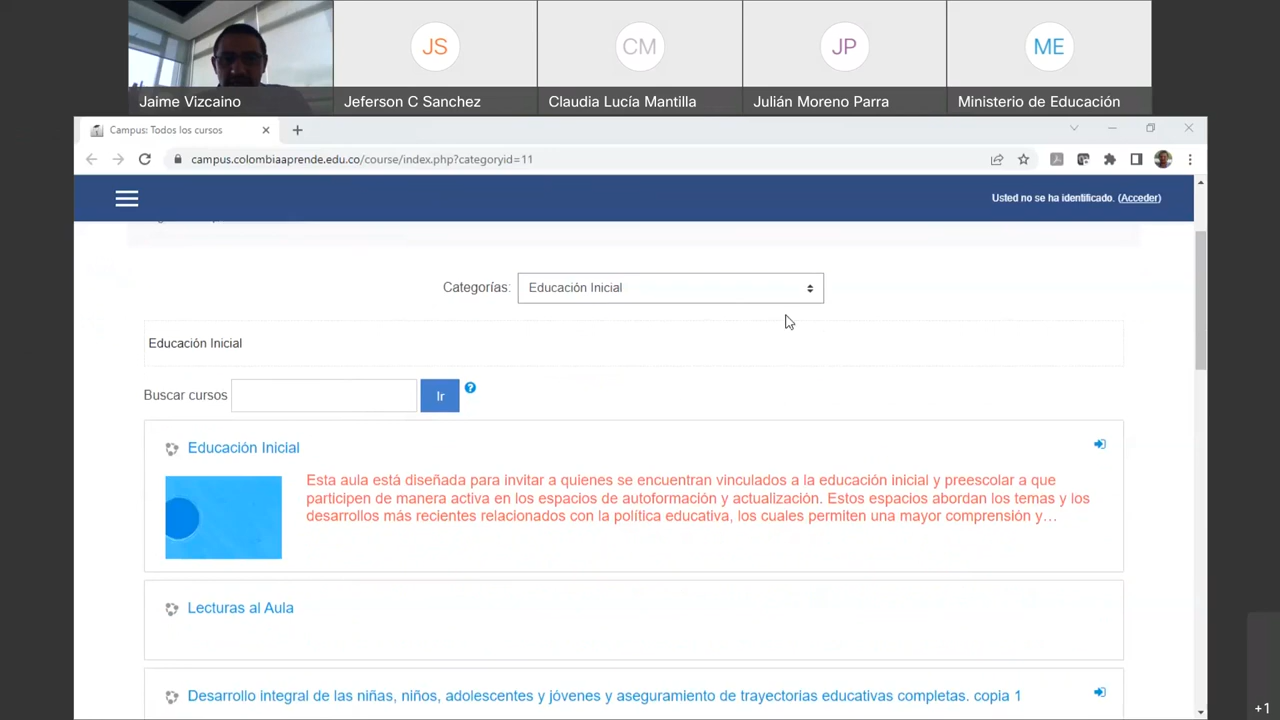 JS
CM
JP
ME
Jaime Vizcaino
Jeferson C Sanchez
Claudia Lucía Mantilla
Julián Moreno Parra
Ministerio de Educación
Campus: Todos los cursos
campus.colombiaaprende.edu.co/course/index.php?categoryid=11
Usted no se ha identificado. (Acceder)
Categorías: Educación Inicial
Educación Inicial
Buscar cursos Ir
Educación Inicial
Esta aula está diseñada para invitar a quienes se encuentran vinculados a la educación inicial y preescolar a que
participen de manera activa en los espacios de autoformación y actualización. Estos espacios abordan los temas y los
desarrollos más recientes relacionados con la política educativa, los cuales permiten una mayor comprensión y…
Lecturas al Aula
Desarrollo integral de las niñas, niños, adolescentes y jóvenes y aseguramiento de trayectorias educativas completas. copia 1
+1